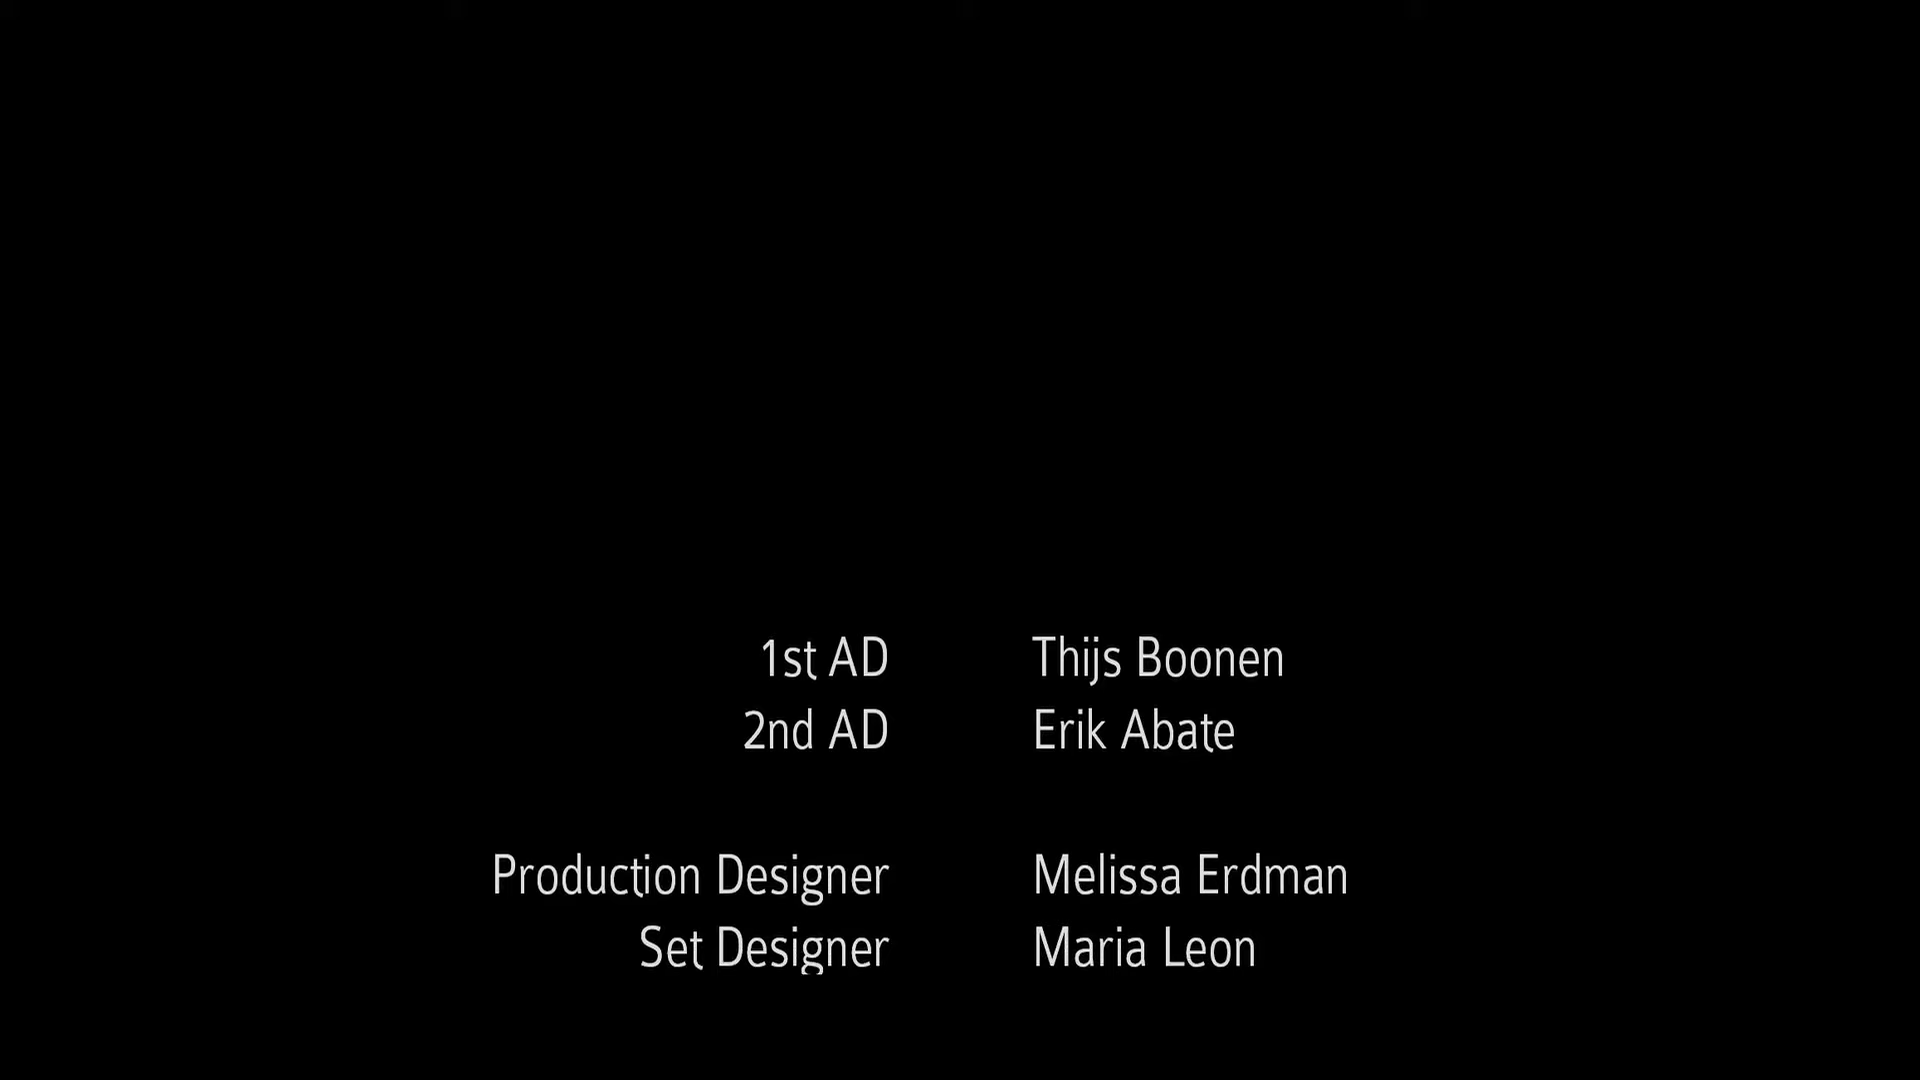 1st AD Thijs Boonen
2nd AD Erik Abate
Production Designer Melissa Erdman
Set Designer Maria Leon